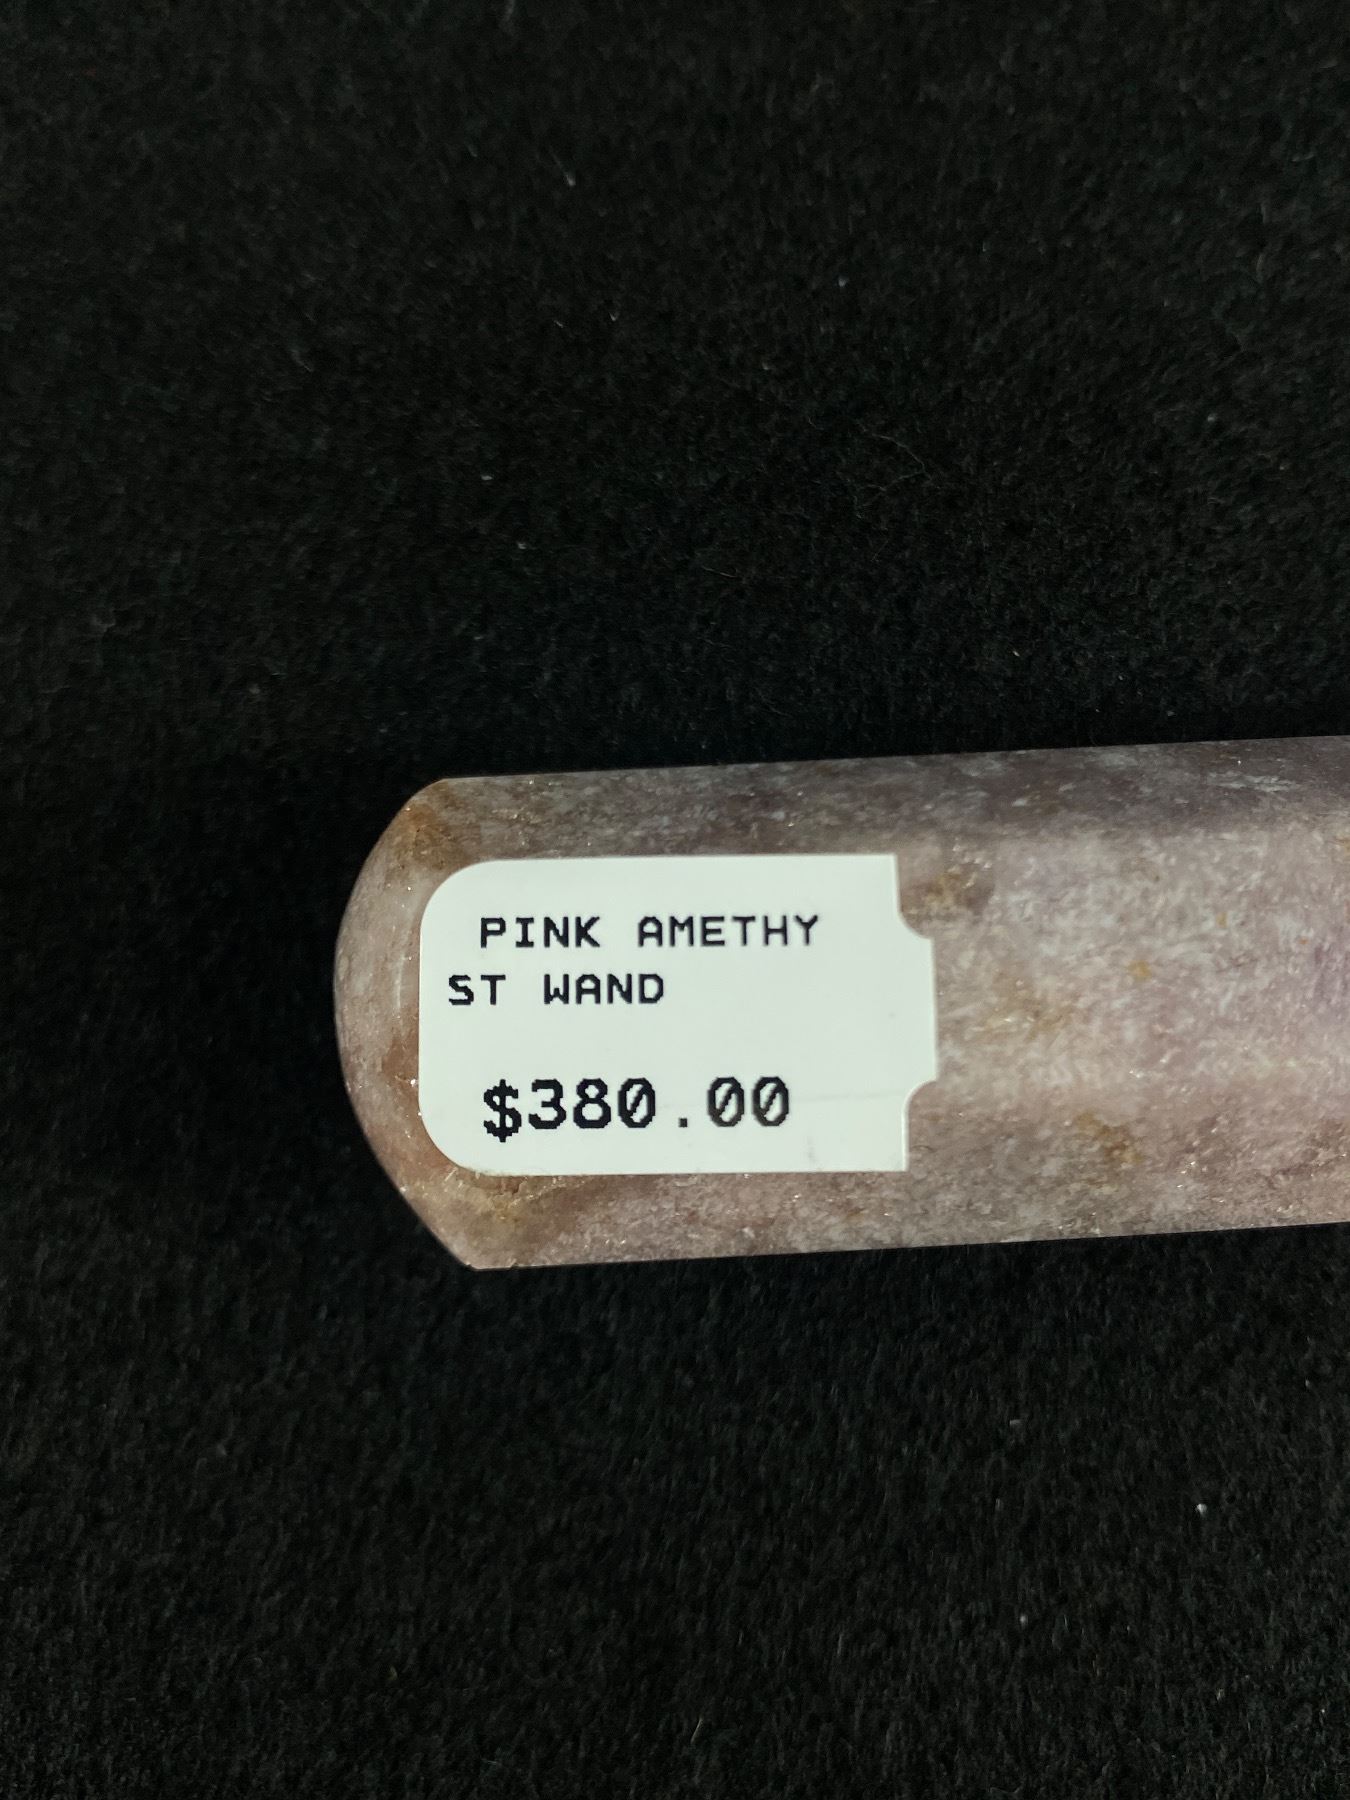 PINK AMETHY
ST WAND
$380.00